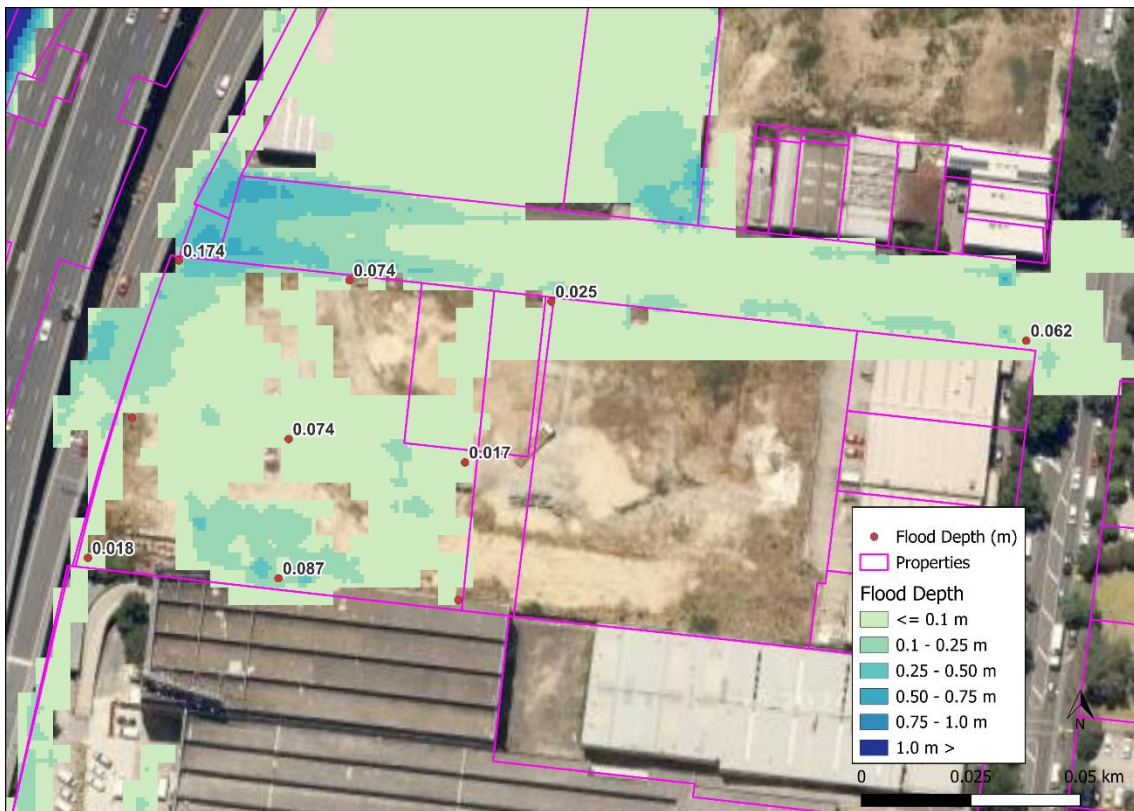 0.174
0.074
0.025
0.062
0.074
0.017
0.018
0.087
Flood Depth (m)
Properties
Flood Depth
<= 0.1 m
0.1 - 0.25 m
0.25 - 0.50 m
0.50 - 0.75 m
0.75 - 1.0 m
1.0 m >
N
0 0.025 0.05 km